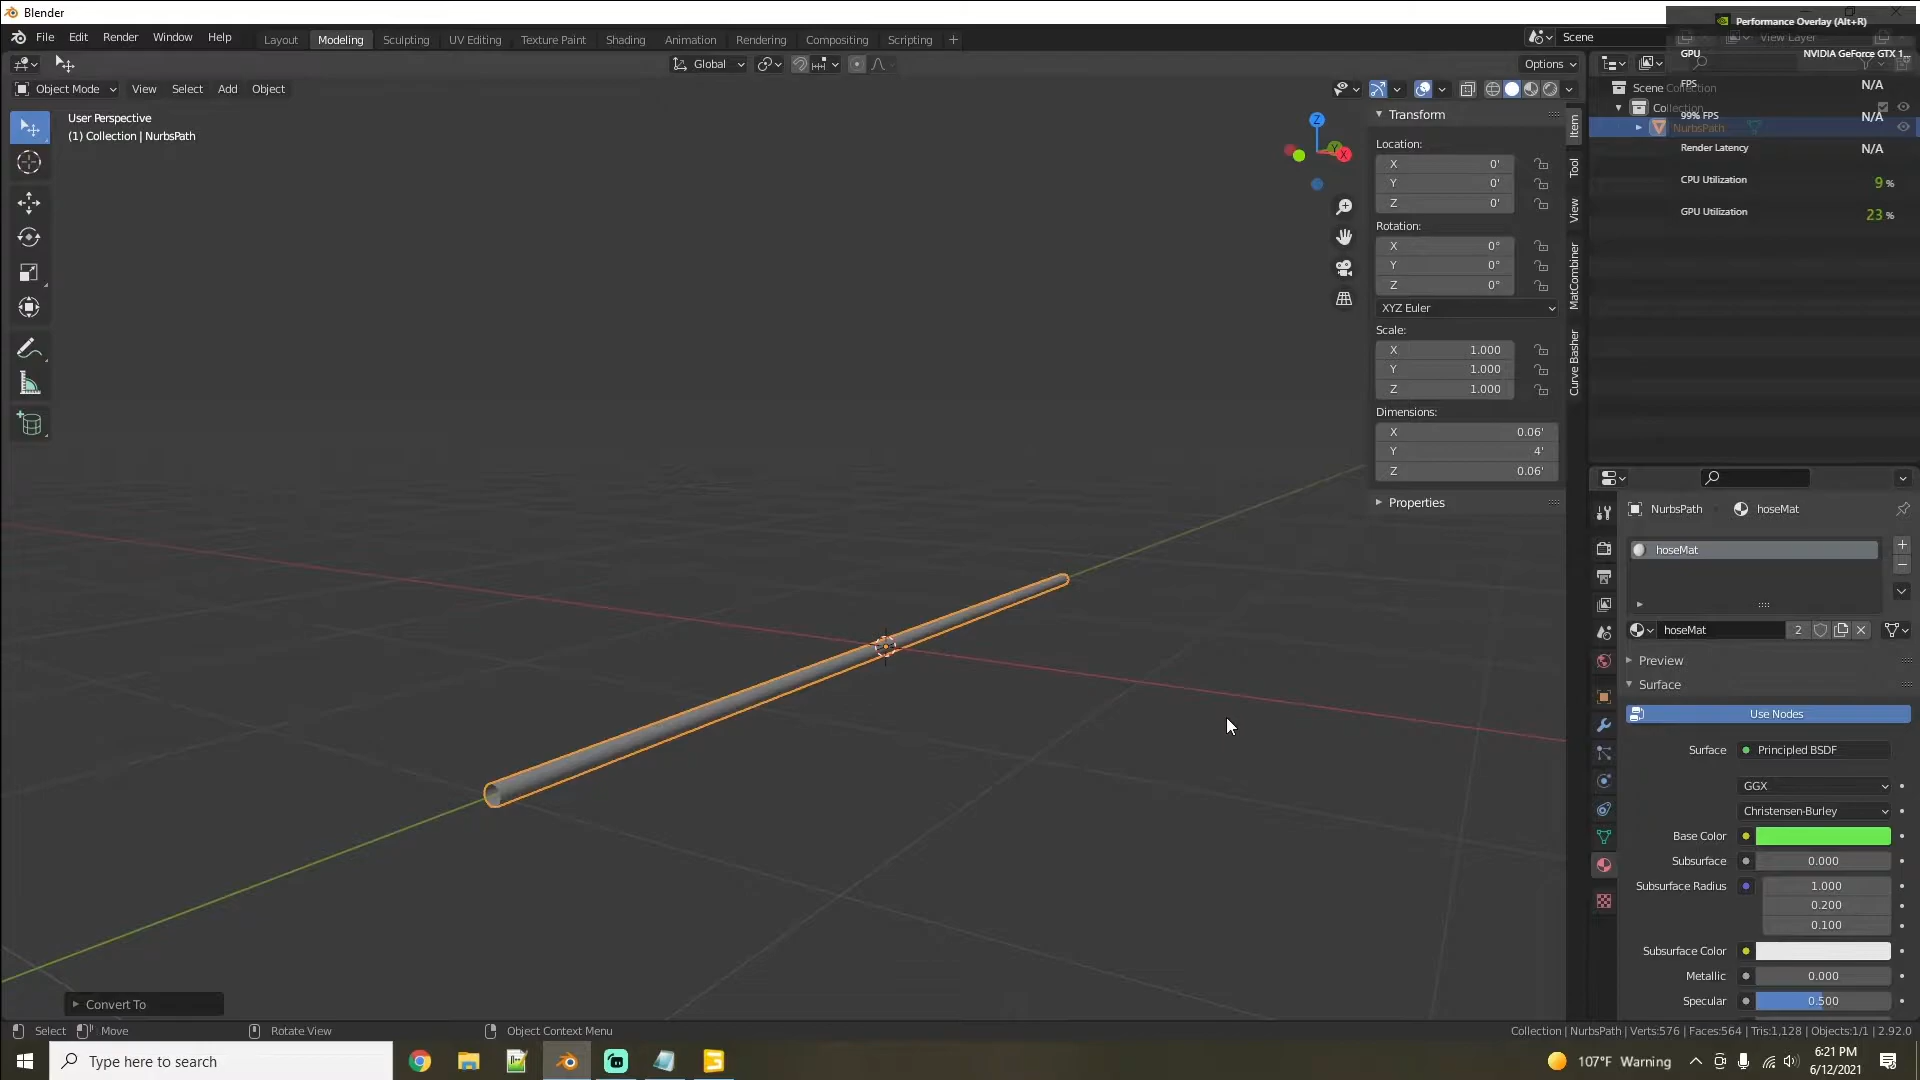 Blender
Performance Overlay (Alt+R)
File Edit Render Window Help
Layout Modeling Sculpting UV Editing Texture Paint Shading Animation Rendering Compositing Scripting +
Scene
View Layer
GPU NVIDIA GeForce GTX 1...
Global
Options
Object Mode View Select Add Object
Scene Collection
FPS N/A
Collection
99% FPS N/A
NurbsPath
Render Latency N/A
CPU Utilization 9 %
GPU Utilization 23 %
User Perspective
(1) Collection | NurbsPath
Z
Y
X
Transform
Location:
X 0'
Y 0'
Z 0'
Rotation:
X 0°
Y 0°
Z 0°
XYZ Euler
Scale:
X 1.000
Y 1.000
Z 1.000
Dimensions:
X 0.06'
Y 4'
Z 0.06'
Properties
Item
Tool
View
MatCombiner
Curve Basher
NurbsPath hoseMat
hoseMat
hoseMat 2
Preview
Surface
Use Nodes
Surface Principled BSDF
GGX
Christensen-Burley
Base Color
Subsurface 0.000
Subsurface Radius 1.000
0.200
0.100
Subsurface Color
Metallic 0.000
Specular 0.500
Convert To
Select Move Rotate View Object Context Menu
Collection | NurbsPath | Verts:576 | Faces:564 | Tris:1,128 | Objects:1/1 | 2.92.0
Type here to search
107°F Warning
6:21 PM
6/12/2021